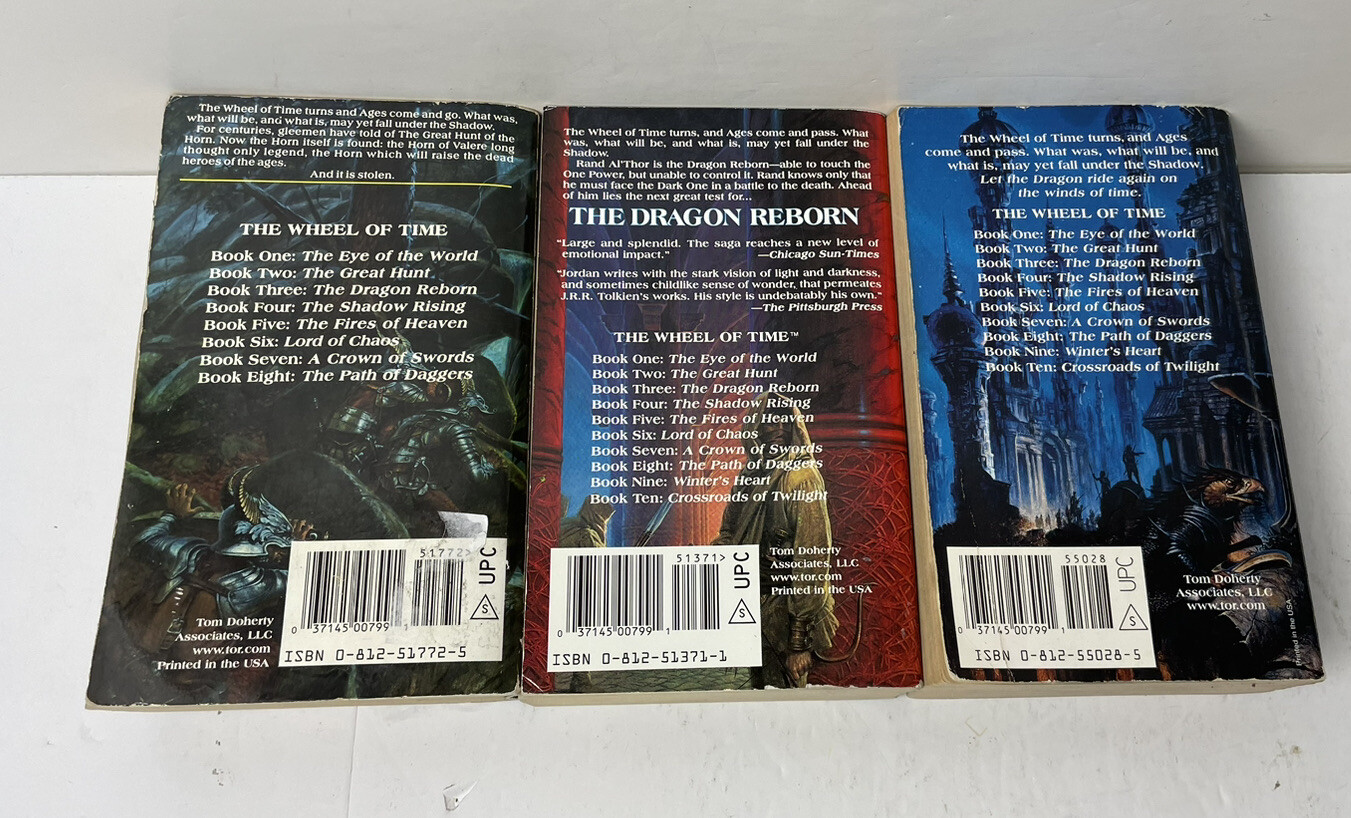 The Wheel of Time turns and Ages come and go. What was,
what will be, and what is, may yet fall under the Shadow.
For centuries, gleemen have told of The Great Hunt of the
Horn. Now the Horn itself is found: the Horn of Valere long
thought only legend, the Horn which will raise the dead
heroes of the ages.
And it is stolen.
THE WHEEL OF TIME
Book One: The Eye of the World
Book Two: The Great Hunt
Book Three: The Dragon Reborn
Book Four: The Shadow Rising
Book Five: The Fires of Heaven
Book Six: Lord of Chaos
Book Seven: A Crown of Swords
Book Eight: The Path of Daggers
Tom Doherty
Associates, LLC
www.tor.com
Printed in the USA
51772>
UPC
S
0 37145 00799 1
ISBN 0-812-51772-5
The Wheel of Time turns, and Ages come and pass. What
was, what will be, and what is, may yet fall under the
Shadow.
Rand Al'Thor is the Dragon Reborn—able to touch the
One Power, but unable to control it. Rand knows only that
he must face the Dark One in a battle to the death. Ahead
of him lies the next great test for...
THE DRAGON REBORN
"Large and splendid. The saga reaches a new level of
emotional impact." —Chicago Sun-Times
"Jordan writes with the stark vision of light and darkness,
and sometimes childlike sense of wonder, that permeates
J.R.R. Tolkien's works. His style is undebatably his own."
—The Pittsburgh Press
THE WHEEL OF TIME™
Book One: The Eye of the World
Book Two: The Great Hunt
Book Three: The Dragon Reborn
Book Four: The Shadow Rising
Book Five: The Fires of Heaven
Book Six: Lord of Chaos
Book Seven: A Crown of Swords
Book Eight: The Path of Daggers
Book Nine: Winter's Heart
Book Ten: Crossroads of Twilight
51371>
UPC
S
0 37145 00799 1
ISBN 0-812-51371-1
Tom Doherty
Associates, LLC
www.tor.com
Printed in the USA
The Wheel of Time turns, and Ages
come and pass. What was, what will be, and
what is, may yet fall under the Shadow.
Let the Dragon ride again on
the winds of time.
THE WHEEL OF TIME
Book One: The Eye of the World
Book Two: The Great Hunt
Book Three: The Dragon Reborn
Book Four: The Shadow Rising
Book Five: The Fires of Heaven
Book Six: Lord of Chaos
Book Seven: A Crown of Swords
Book Eight: The Path of Daggers
Book Nine: Winter's Heart
Book Ten: Crossroads of Twilight
55028
UPC
S
0 37145 00799 1
ISBN 0-812-55028-5
Tom Doherty
Associates, LLC
www.tor.com
Printed in the USA